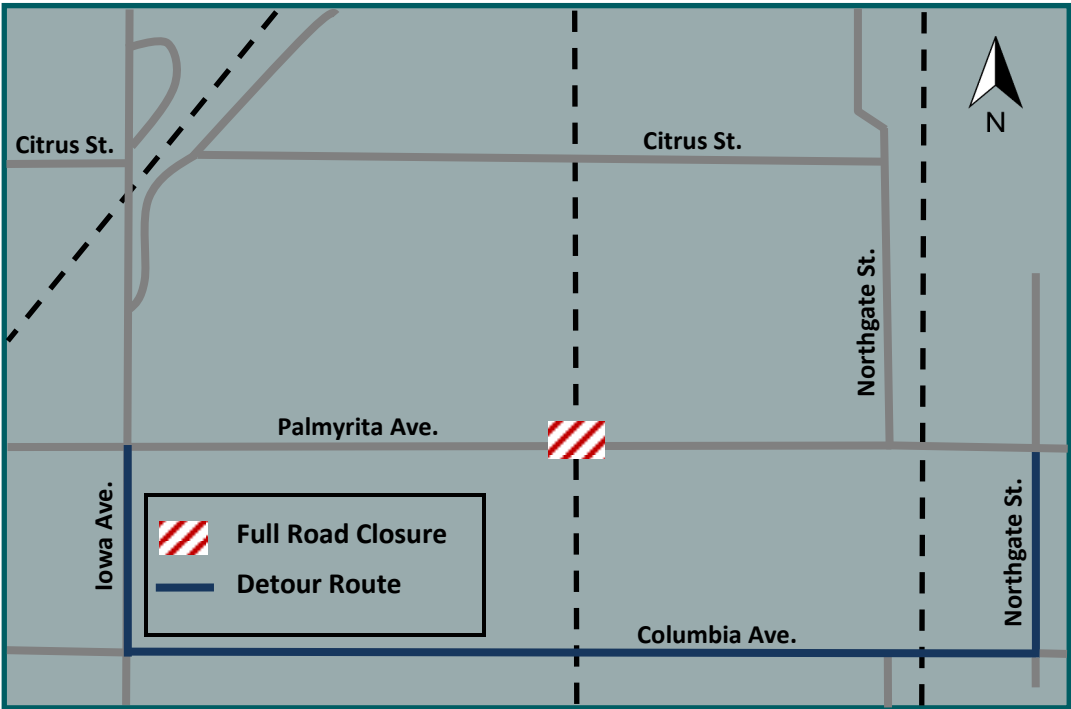 N
Citrus St.
Citrus St.
Northgate St.
Palmyrita Ave.
Iowa Ave.
Full Road Closure
Detour Route
Northgate St.
Columbia Ave.